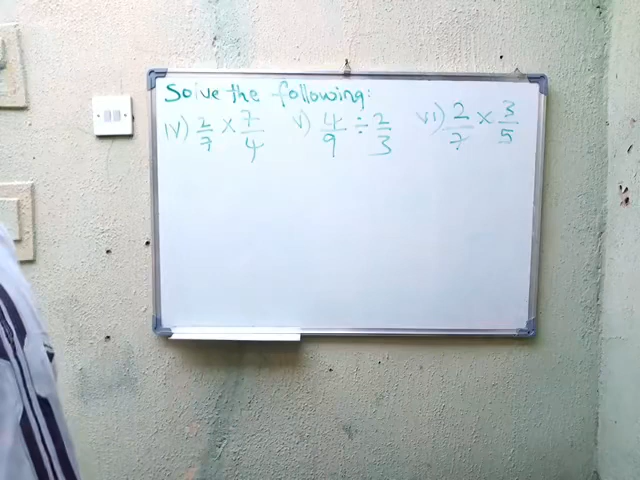 Solve the following:
iv) 2/7 × 7/4 v) 4/9 ÷ 2/3 vi) 2/7 × 3/5